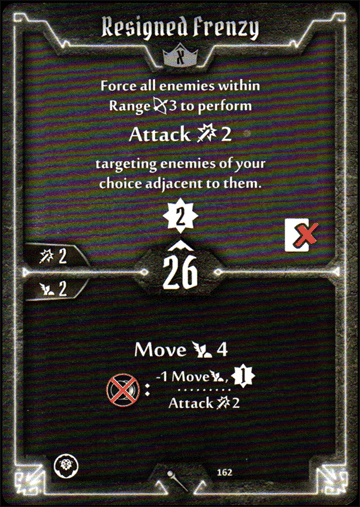 Resigned Frenzy
X
Force all enemies within
Range 3 to perform
Attack 2
targeting enemies of your
choice adjacent to them.
2
2
26
2
Move 4
: -1 Move, 1
Attack 2
162